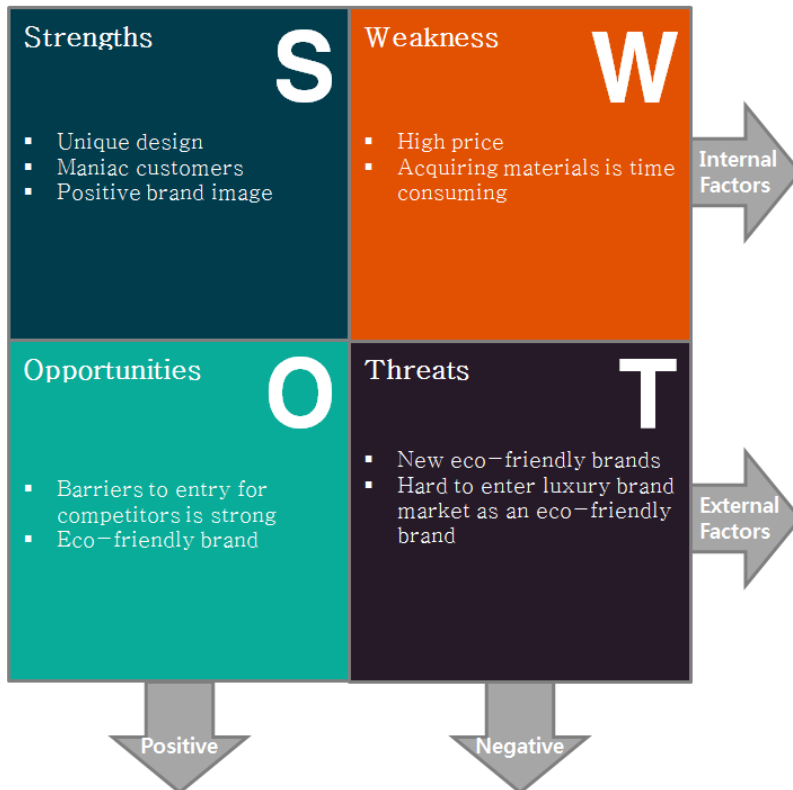 Strengths
S
▪ Unique design
▪ Maniac customers
▪ Positive brand image
Weakness
W
▪ High price
▪ Acquiring materials is time
consuming
Internal
Factors
Opportunities
O
▪ Barriers to entry for
competitors is strong
▪ Eco-friendly brand
Threats
T
▪ New eco-friendly brands
▪ Hard to enter luxury brand
market as an eco-friendly
brand
External
Factors
Positive
Negative